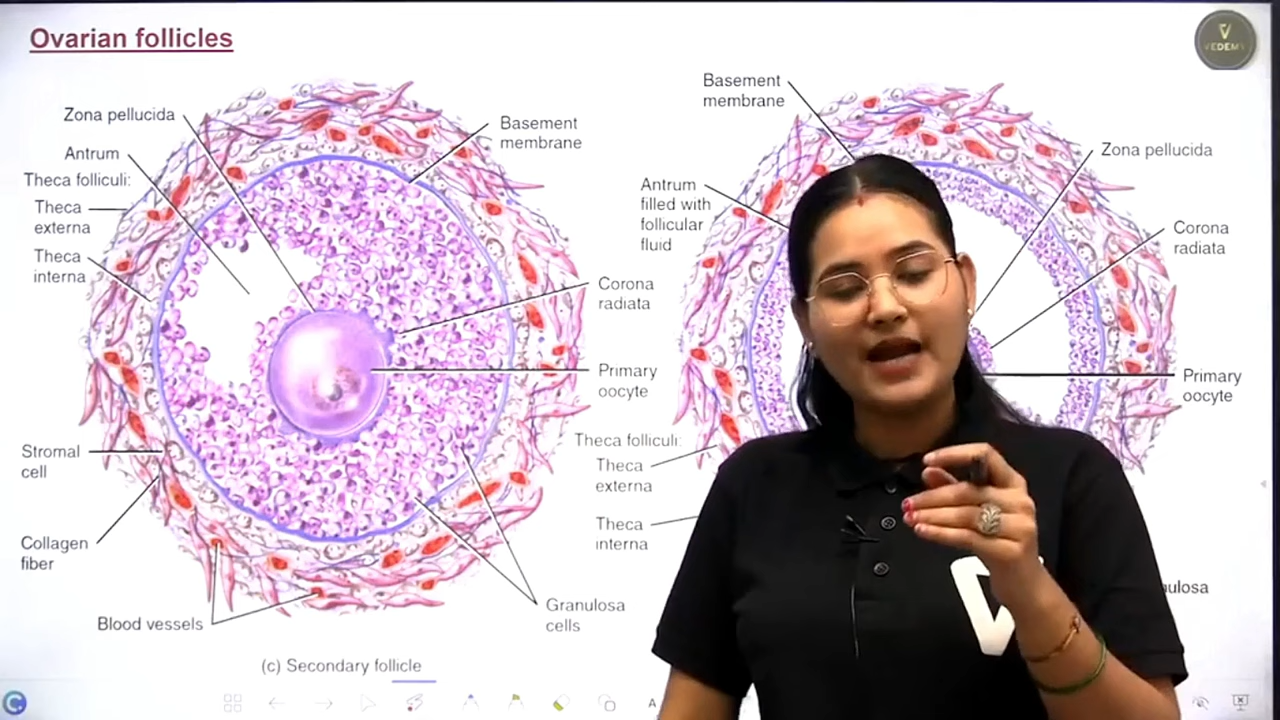 Ovarian follicles
VEDEMY
Zona pellucida
Antrum
Theca folliculi:
Theca
externa
Theca
interna
Stromal
cell
Collagen
fiber
Blood vessels
Basement
membrane
Corona
radiata
Primary
oocyte
Granulosa
cells
(c) Secondary follicle
Basement
membrane
Antrum
filled with
follicular
fluid
Zona pellucida
Corona
radiata
Primary
oocyte
Theca folliculi:
Theca
externa
Theca
interna